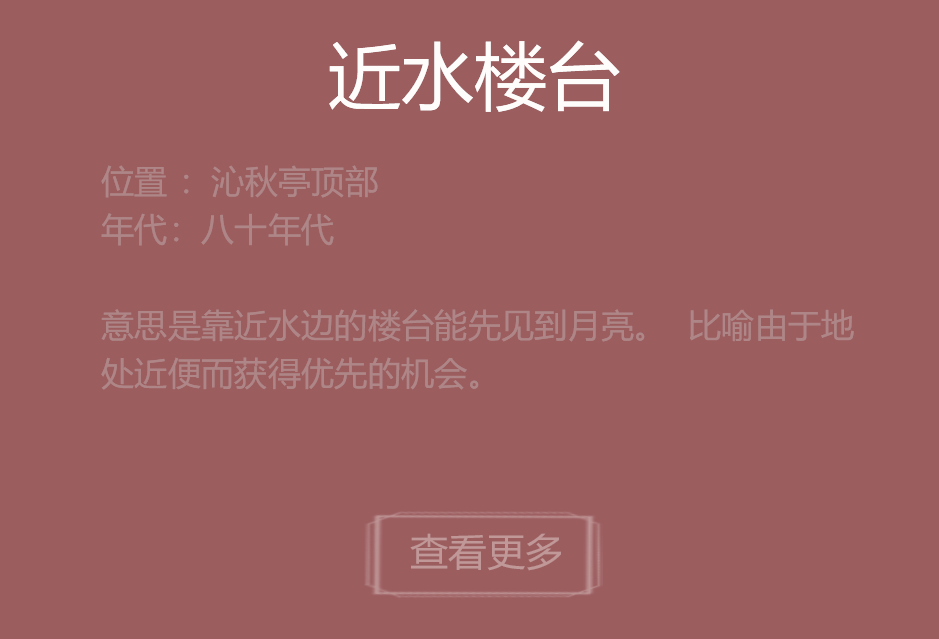 近水楼台
位置 ：沁秋亭顶部
年代：八十年代
意思是靠近水边的楼台能先见到月亮。 比喻由于地
处近便而获得优先的机会。
查看更多